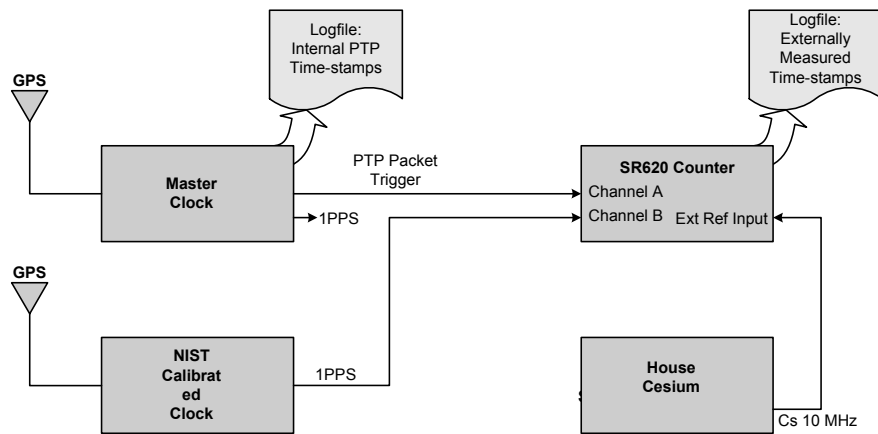 Logfile:
Internal PTP
Time-stamps
Logfile:
Externally
Measured
Time-stamps
GPS
Master
Clock
PTP Packet
Trigger
1PPS
SR620 Counter
Channel A
Channel B
Ext Ref Input
GPS
NIST
Calibrat
ed
Clock
1PPS
House
Cesium
Cs 10 MHz